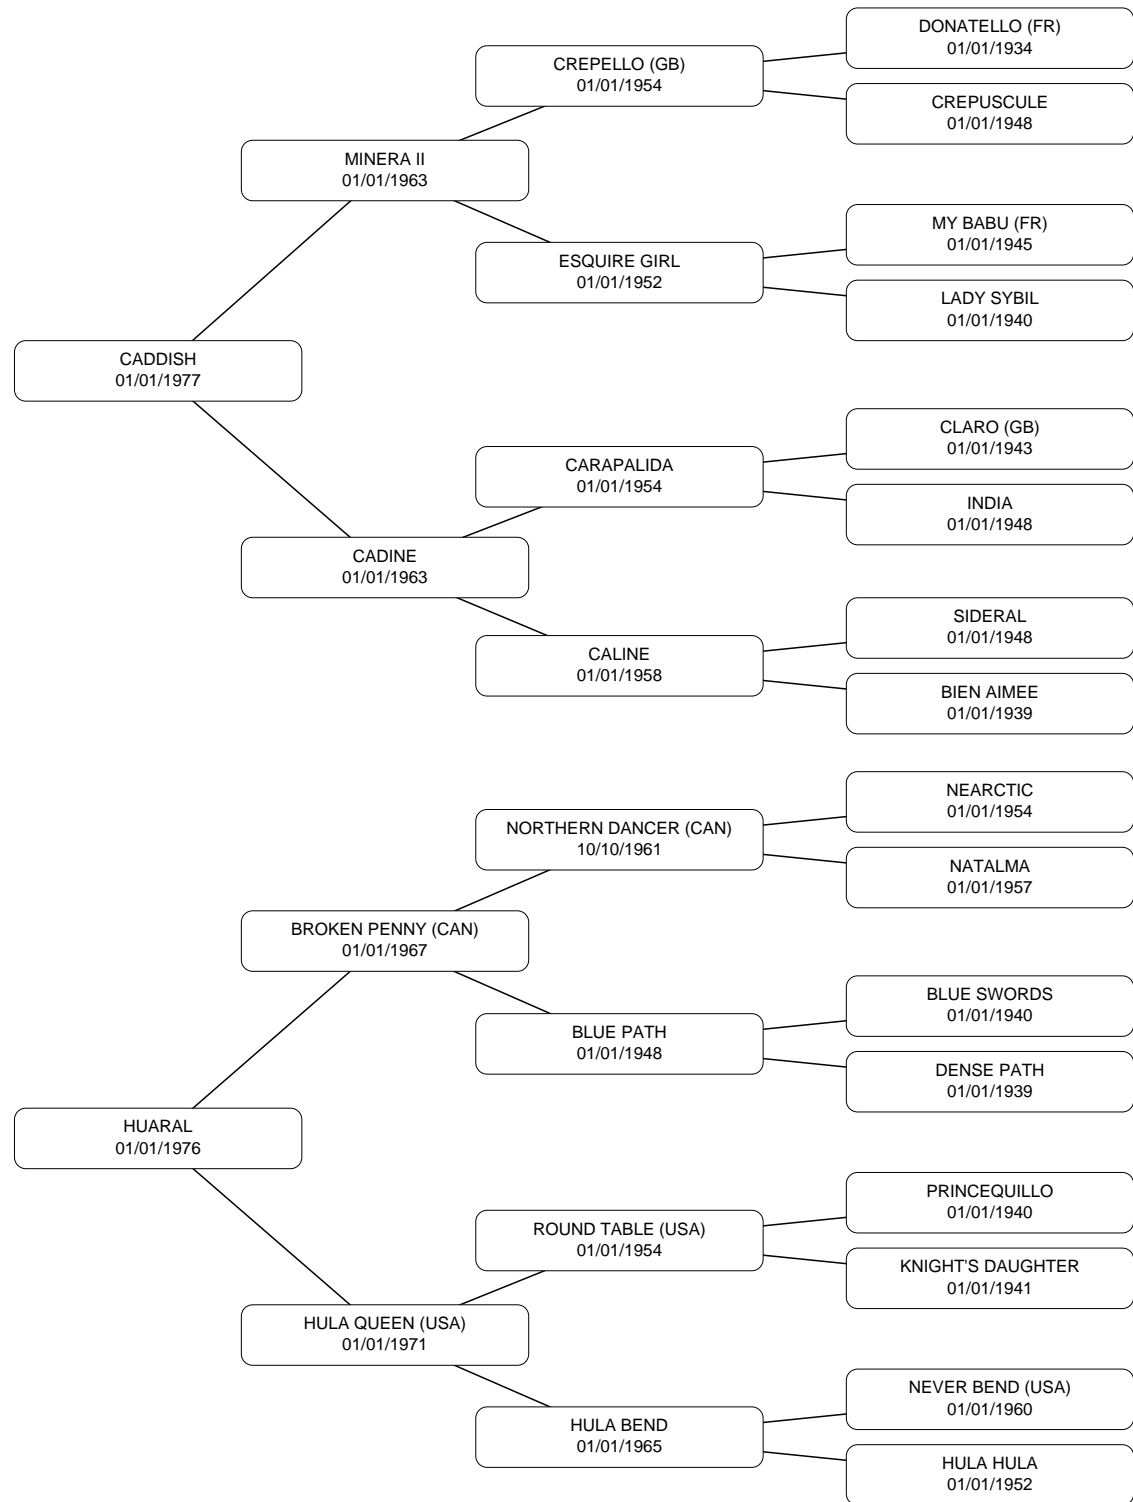 DONATELLO (FR)
01/01/1934
CREPELLO (GB)
01/01/1954
CREPUSCULE
01/01/1948
MINERA II
01/01/1963
MY BABU (FR)
01/01/1945
ESQUIRE GIRL
01/01/1952
LADY SYBIL
01/01/1940
CADDISH
01/01/1977
CLARO (GB)
01/01/1943
CARAPALIDA
01/01/1954
INDIA
01/01/1948
CADINE
01/01/1963
SIDERAL
01/01/1948
CALINE
01/01/1958
BIEN AIMEE
01/01/1939
NEARCTIC
01/01/1954
NORTHERN DANCER (CAN)
10/10/1961
NATALMA
01/01/1957
BROKEN PENNY (CAN)
01/01/1967
BLUE SWORDS
01/01/1940
BLUE PATH
01/01/1948
DENSE PATH
01/01/1939
HUARAL
01/01/1976
PRINCEQUILLO
01/01/1940
ROUND TABLE (USA)
01/01/1954
KNIGHT'S DAUGHTER
01/01/1941
HULA QUEEN (USA)
01/01/1971
NEVER BEND (USA)
01/01/1960
HULA BEND
01/01/1965
HULA HULA
01/01/1952